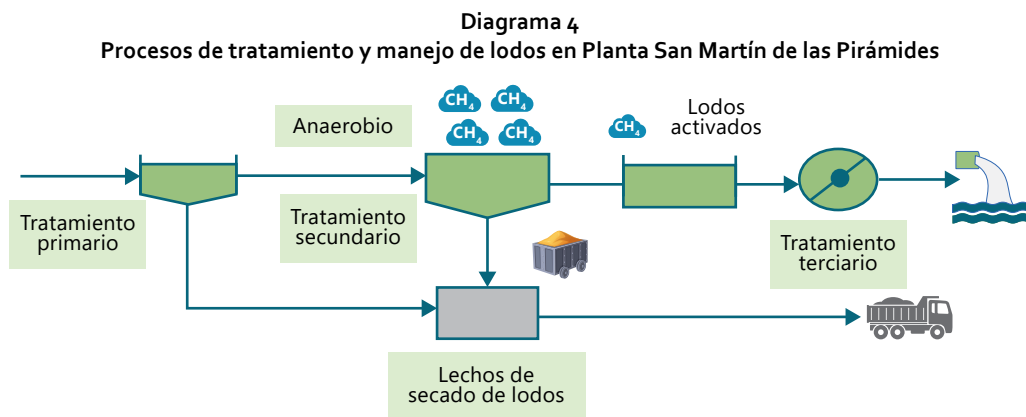 Diagrama 4
Procesos de tratamiento y manejo de lodos en Planta San Martín de las Pirámides
CH₄ CH₄
CH₄ CH₄
Anaerobio
CH₄
Lodos
activados
Tratamiento
primario
Tratamiento
secundario
Tratamiento
terciario
Lechos de
secado de lodos